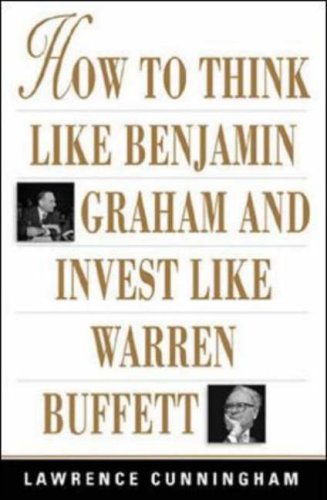 HOW TO THINK
LIKE BENJAMIN
GRAHAM AND
INVEST LIKE
WARREN
BUFFETT
LAWRENCE CUNNINGHAM